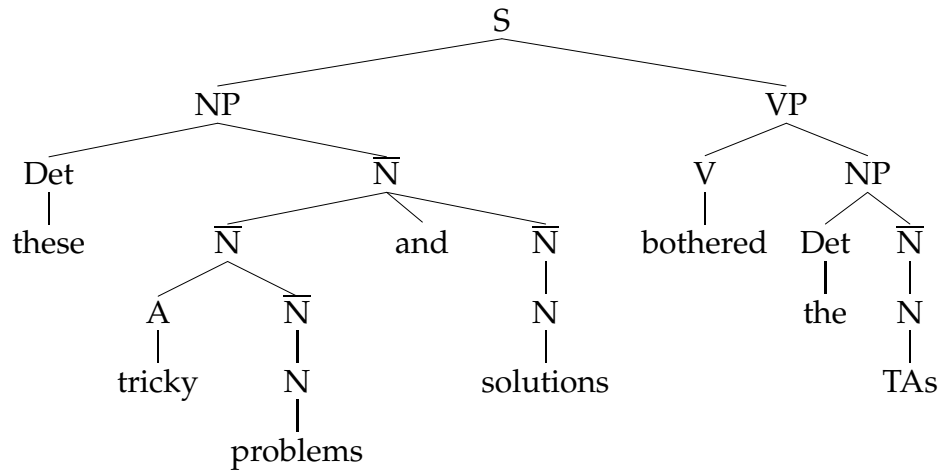 S
NP VP
Det N̅ V NP
these N̅ and N̅ bothered Det N̅
A N̅ N the N
tricky N solutions TAs
problems